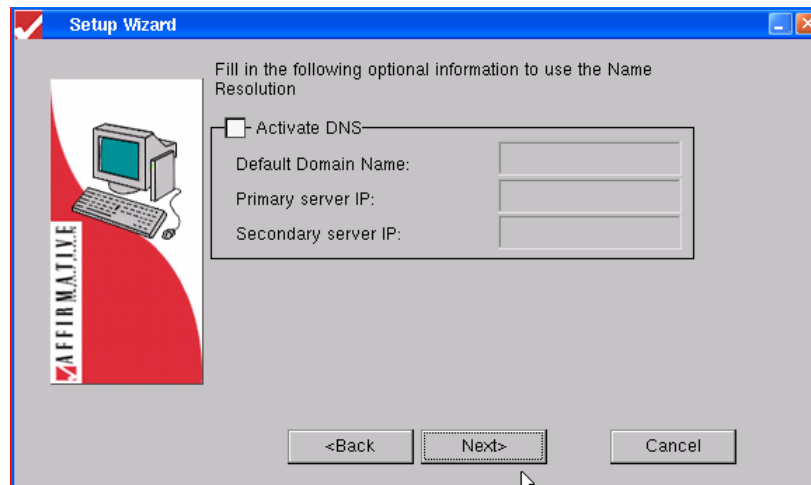 Setup Wizard
Fill in the following optional information to use the Name
Resolution
Activate DNS
Default Domain Name:
Primary server IP:
Secondary server IP:
AFFIRMATIVE
<Back
Next>
Cancel